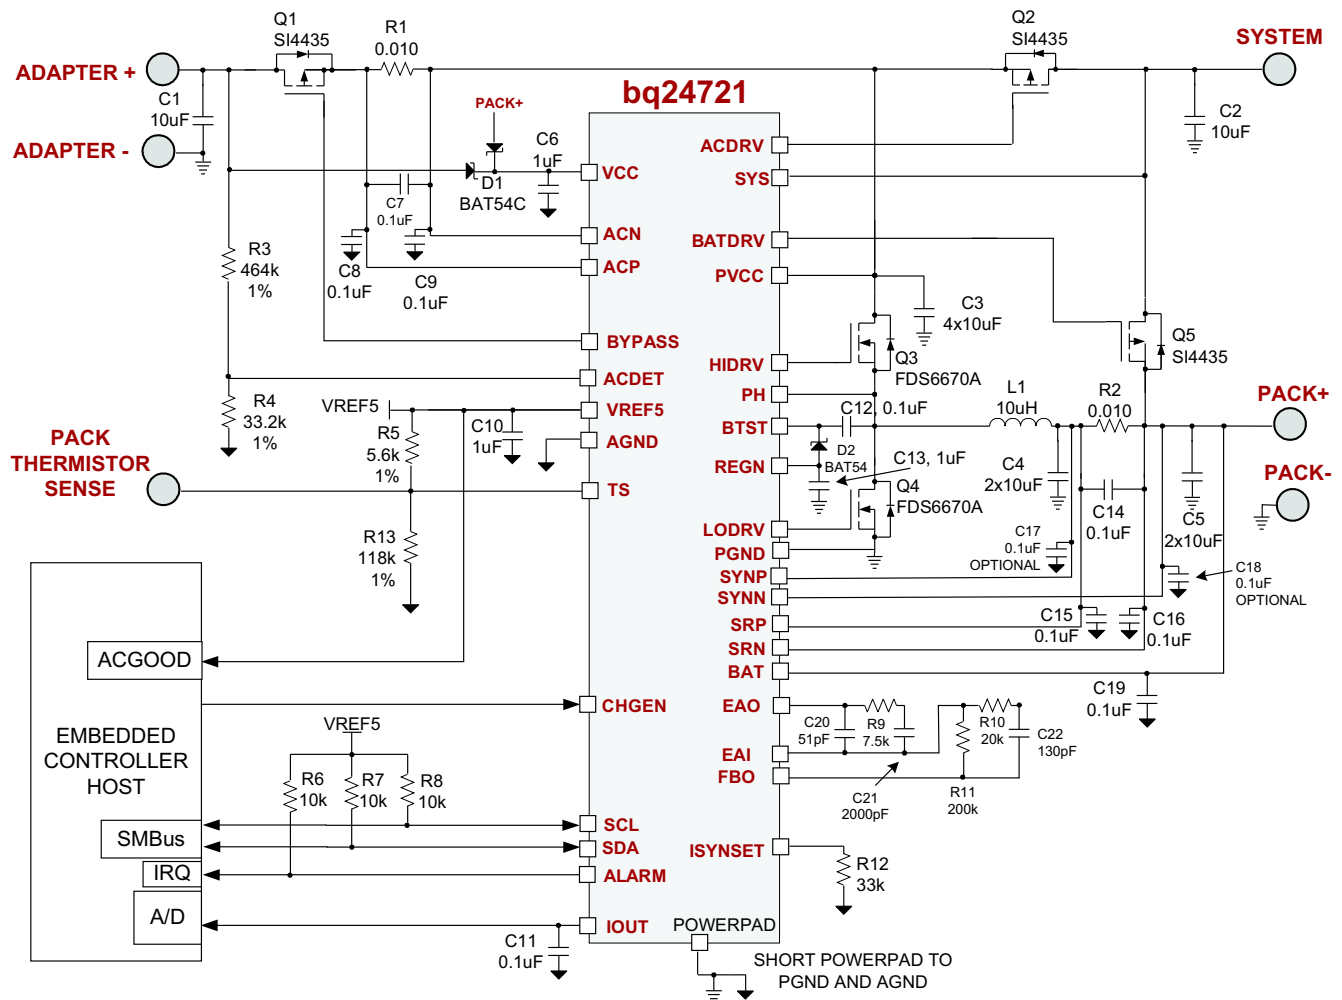 Q1
SI4435
R1
0.010
Q2
SI4435
SYSTEM
ADAPTER +
C1
10uF
ADAPTER -
PACK+
bq24721
C6
1uF
D1
BAT54C
C2
10uF
VCC
ACN
ACP
BYPASS
ACDET
VREF5
AGND
TS
CHGEN
SCL
SDA
ALARM
IOUT
ACDRV
SYS
BATDRV
PVCC
HIDRV
PH
BTST
REGN
LODRV
PGND
SYNP
SYNN
SRP
SRN
BAT
EAO
EAI
FBO
ISYNSET
POWERPAD
C7
0.1uF
C8
0.1uF
C9
0.1uF
R3
464k
1%
R4
33.2k
1%
VREF5
R5
5.6k
1%
C10
1uF
PACK
THERMISTOR
SENSE
R13
118k
1%
C3
4x10uF
Q3
FDS6670A
Q5
SI4435
C12, 0.1uF
L1
10uH
R2
0.010
PACK+
D2
BAT54
C13, 1uF
Q4
FDS6670A
C4
2x10uF
C14
0.1uF
C5
2x10uF
PACK-
C17
0.1uF
OPTIONAL
C18
0.1uF
OPTIONAL
C15
0.1uF
C16
0.1uF
C19
0.1uF
C20
51pF
R9
7.5k
R10
20k
C22
130pF
C21
2000pF
R11
200k
R12
33k
ACGOOD
EMBEDDED
CONTROLLER
HOST
VREF5
R6
10k
R7
10k
R8
10k
SMBus
IRQ
A/D
C11
0.1uF
SHORT POWERPAD TO
PGND AND AGND